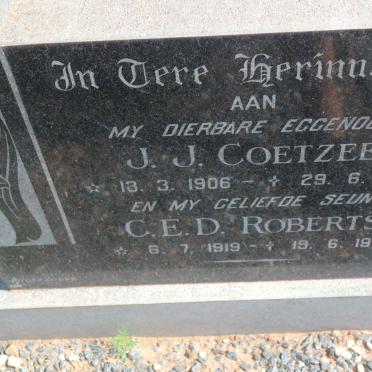 In Tere Herinn
AAN
MY DIERBARE EGGENO
J. J. COETZEE
☆ 13. 3. 1906 - + 29. 6.
EN MY GELIEFDE SEUN
C.E.D. ROBERTS
☆ 6. 7. 1919 - + 19. 6. 19